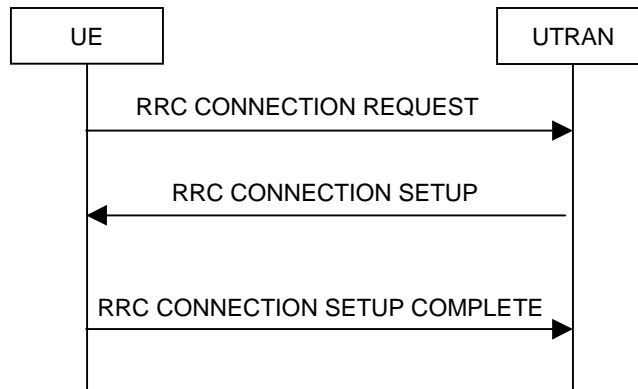 UE
UTRAN
RRC CONNECTION REQUEST
RRC CONNECTION SETUP
RRC CONNECTION SETUP COMPLETE